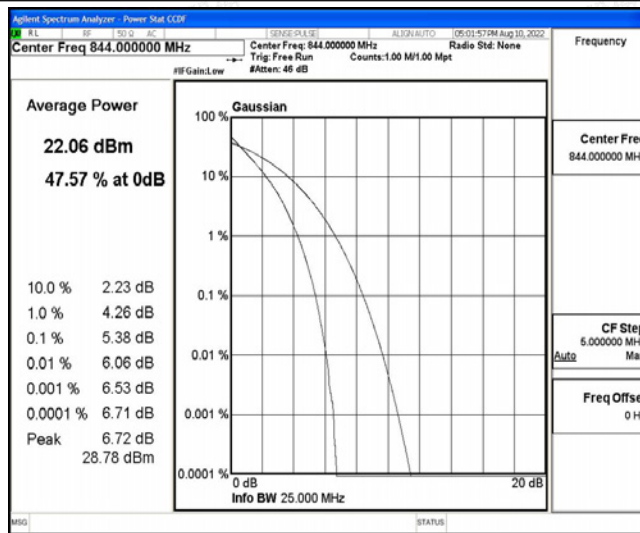 Agilent Spectrum Analyzer - Power Stat CCDF
RL RF 50 Ω AC SENSE:PULSE ALIGN AUTO 05:01:57 PM Aug 10, 2022
Center Freq 844.000000 MHz
Center Freq: 844.000000 MHz Radio Std: None
Trig: Free Run Counts:1.00 M/1.00 Mpt
#IFGain:Low #Atten: 46 dB
Frequency
Average Power
22.06 dBm
47.57 % at 0dB
10.0 % 2.23 dB
1.0 % 4.26 dB
0.1 % 5.38 dB
0.01 % 6.06 dB
0.001 % 6.53 dB
0.0001 % 6.71 dB
Peak 6.72 dB
28.78 dBm
Gaussian
100 %
10 %
1 %
0.1 %
0.01 %
0.001 %
0.0001 %
0 dB 20 dB
Info BW 25.000 MHz
Center Fre
844.000000 MH
CF Step
5.000000 MH
Auto Ma
Freq Offse
0 H
MSG STATUS